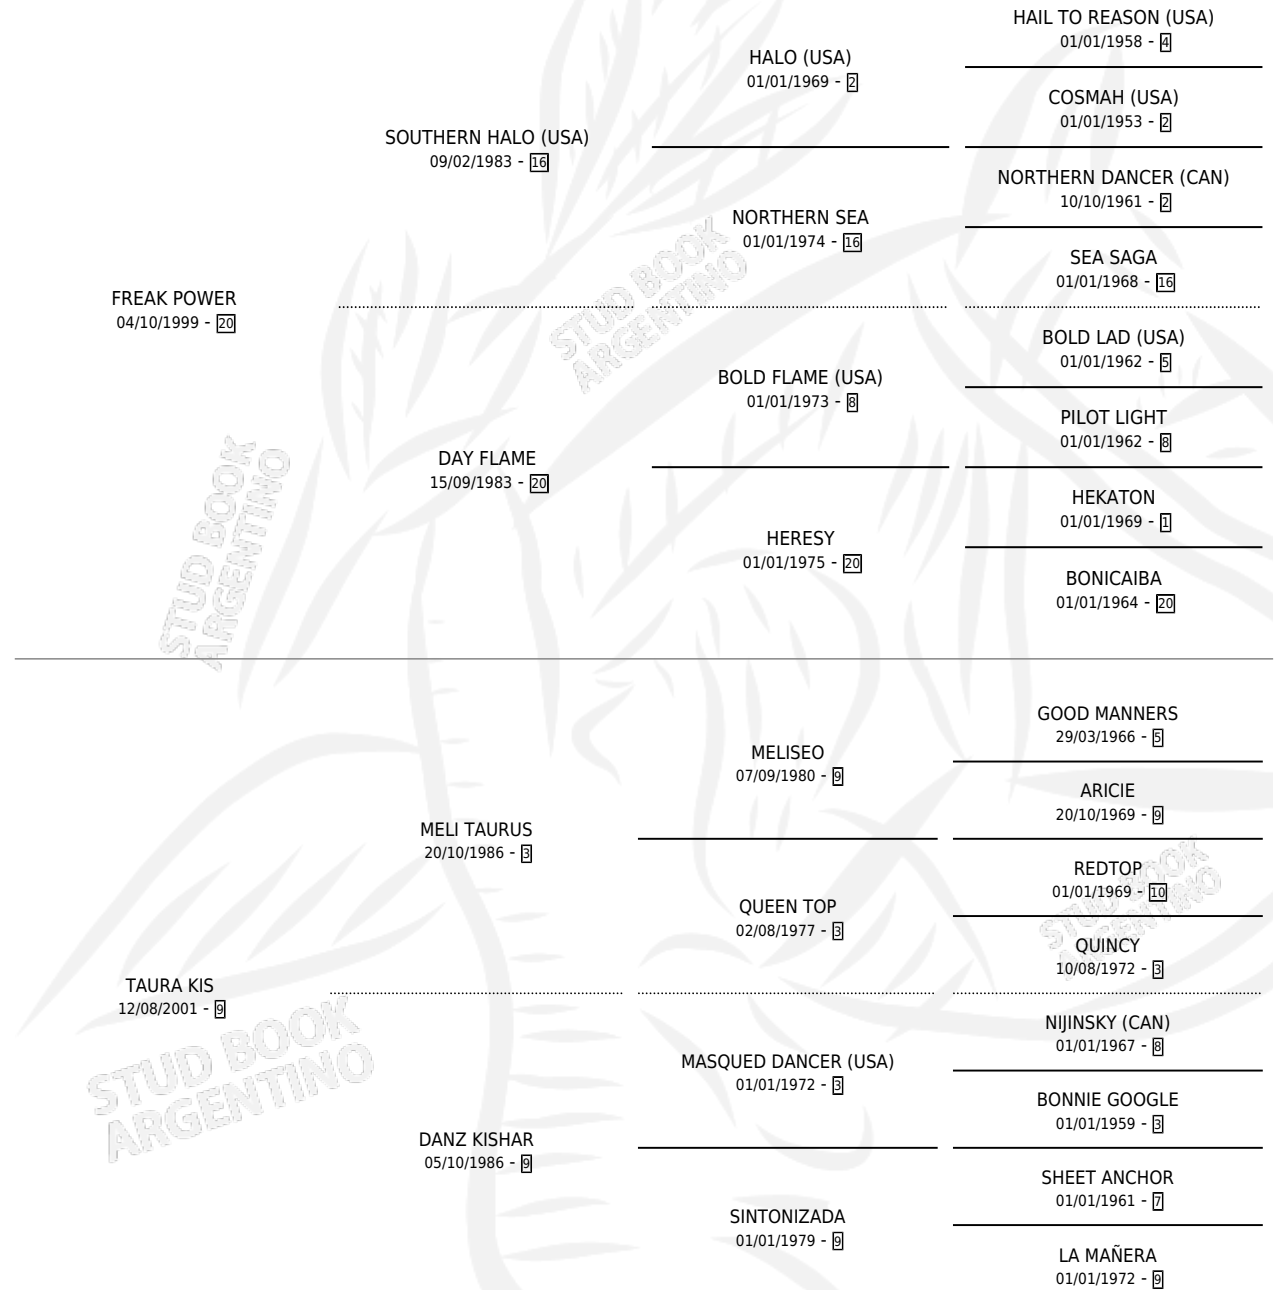 HAIL TO REASON (USA)
01/01/1958 - 4
HALO (USA)
01/01/1969 - 2
COSMAH (USA)
01/01/1953 - 2
SOUTHERN HALO (USA)
09/02/1983 - 16
NORTHERN DANCER (CAN)
10/10/1961 - 2
NORTHERN SEA
01/01/1974 - 16
SEA SAGA
01/01/1968 - 16
FREAK POWER
04/10/1999 - 20
BOLD LAD (USA)
01/01/1962 - 5
BOLD FLAME (USA)
01/01/1973 - 8
PILOT LIGHT
01/01/1962 - 8
DAY FLAME
15/09/1983 - 20
HEKATON
01/01/1969 - 1
HERESY
01/01/1975 - 20
BONICAIBA
01/01/1964 - 20
STUD BOOK
ARGENTINO
STUD BOOK
ARGENTINO
GOOD MANNERS
29/03/1966 - 5
MELISEO
07/09/1980 - 9
ARICIE
20/10/1969 - 9
MELI TAURUS
20/10/1986 - 3
REDTOP
01/01/1969 - 10
QUEEN TOP
02/08/1977 - 3
QUINCY
10/08/1972 - 3
STUD BOOK
ARGENTINO
TAURA KIS
12/08/2001 - 9
NIJINSKY (CAN)
01/01/1967 - 8
MASQUED DANCER (USA)
01/01/1972 - 3
BONNIE GOOGLE
01/01/1959 - 3
DANZ KISHAR
05/10/1986 - 9
SHEET ANCHOR
01/01/1961 - 7
SINTONIZADA
01/01/1979 - 9
LA MAÑERA
01/01/1972 - 9
STUD BOOK
ARGENTINO